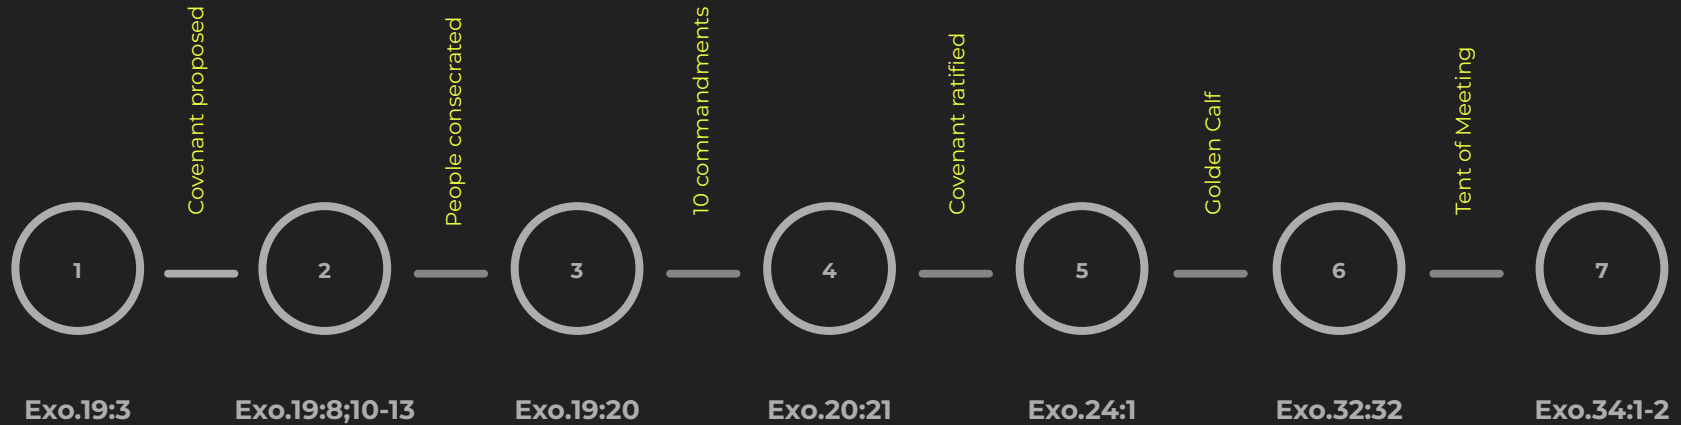 Covenant proposed
People consecrated
10 commandments
Covenant ratified
Golden Calf
Tent of Meeting
1
2
3
4
5
6
7
Exo.19:3
Exo.19:8;10-13
Exo.19:20
Exo.20:21
Exo.24:1
Exo.32:32
Exo.34:1-2